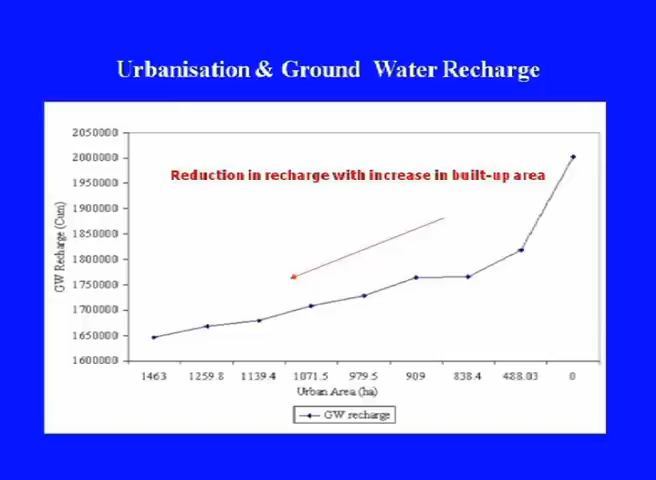 Urbanisation & Ground Water Recharge
2050000
2000000
1950000
1900000
1850000
1800000
1750000
1700000
1650000
1600000
GW Recharge (Cum)
Reduction in recharge with increase in built-up area
1463 1259.8 1139.4 1071.5 979.5 909 838.4 488.03 0
Urban Area (ha)
GW recharge